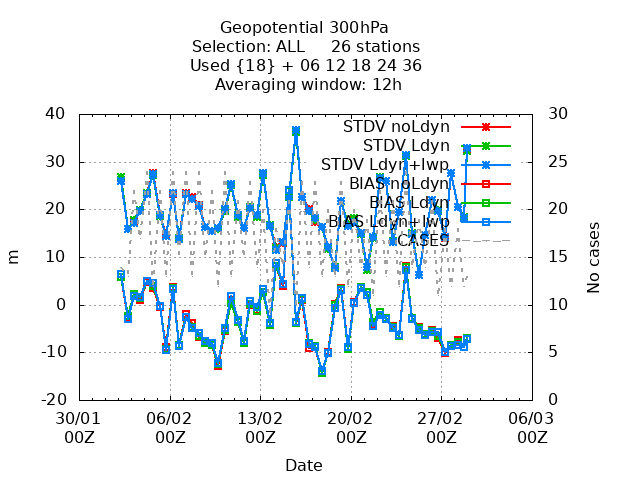 Geopotential 300hPa
Selection: ALL     26 stations
Used {18} + 06 12 18 24 36
Averaging window: 12h
40
30
20
10
0
-10
-20
m
30
25
20
15
10
5
0
No cases
STDV noLdyn
STDV Ldyn
STDV Ldyn+lwp
BIAS noLdyn
BIAS Ldyn
BIAS Ldyn+lwp
CASES
30/01 06/02 13/02 20/02 27/02 06/03
00Z 00Z 00Z 00Z 00Z 00Z
Date